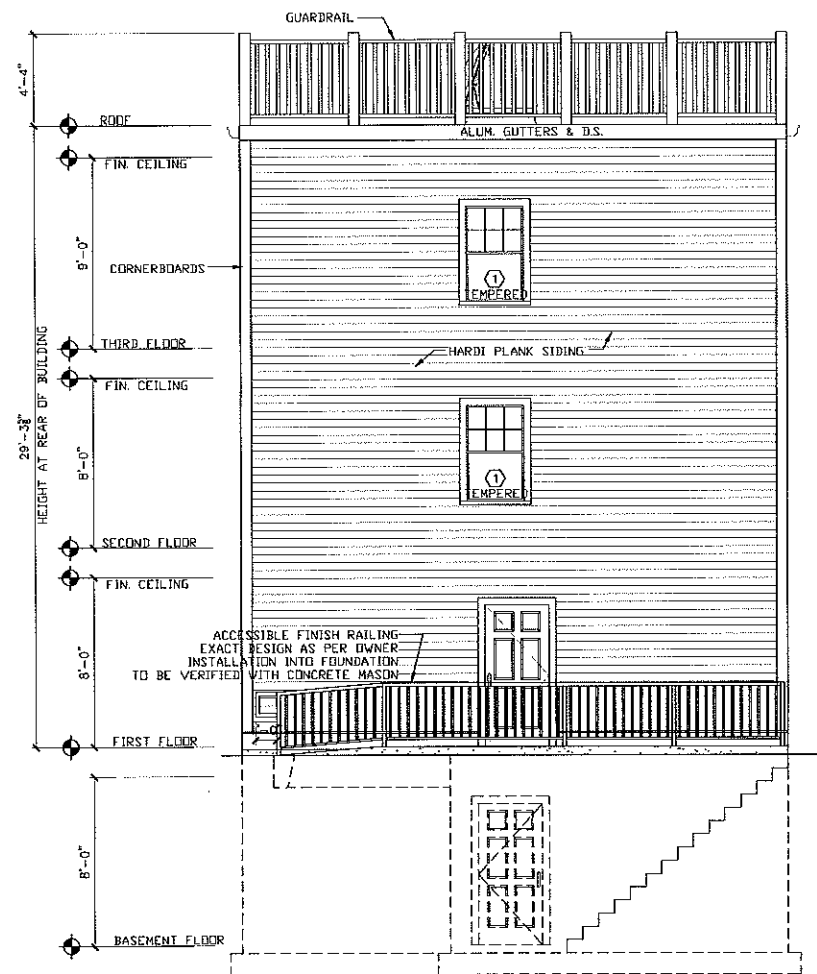 GUARDRAIL
4'-4"
ROOF
ALUM. GUTTERS & D.S.
FIN. CEILING
9'-0"
CORNERBOARDS
1
TEMPERED
THIRD FLOOR
HARDI PLANK SIDING
FIN. CEILING
29'-3⅝"
HEIGHT AT REAR OF BUILDING
8'-0"
1
TEMPERED
SECOND FLOOR
FIN. CEILING
8'-0"
ACCESSIBLE FINISH RAILING
EXACT DESIGN AS PER OWNER
INSTALLATION INTO FOUNDATION
TO BE VERIFIED WITH CONCRETE MASON
FIRST FLOOR
8'-0"
BASEMENT FLOOR